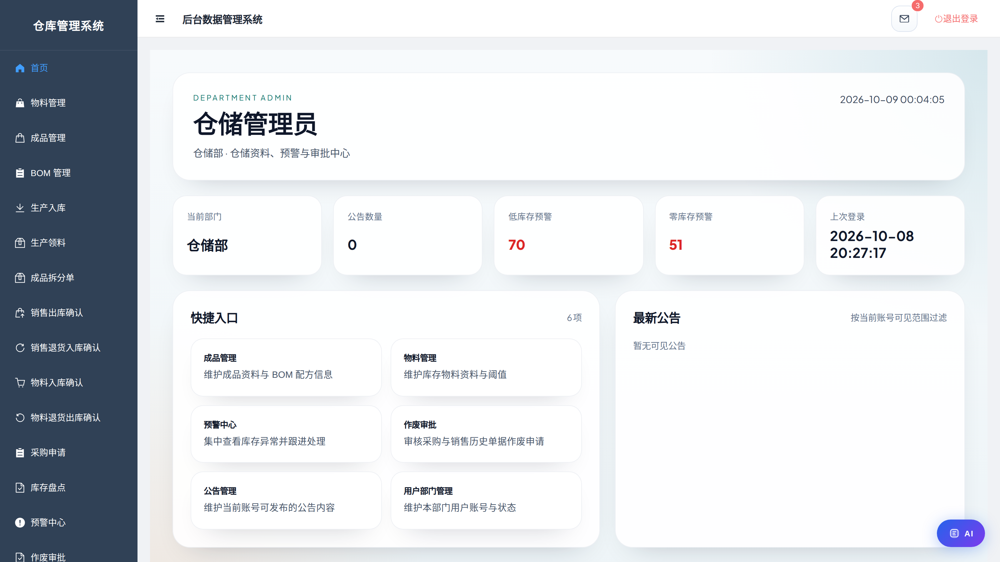 仓库管理系统
首页
物料管理
成品管理
BOM 管理
生产入库
生产领料
成品拆分单
销售出库确认
销售退货入库确认
物料入库确认
物料退货出库确认
采购申请
库存盘点
预警中心
作废审批
后台数据管理系统
3
退出登录
DEPARTMENT ADMIN
2026-10-09 00:04:05
仓储管理员
仓储部 · 仓储资料、预警与审批中心
当前部门
仓储部
公告数量
0
低库存预警
70
零库存预警
51
上次登录
2026-10-08
20:27:17
快捷入口
6 项
成品管理
维护成品资料与 BOM 配方信息
物料管理
维护库存物料资料与阈值
预警中心
集中查看库存异常并跟进处理
作废审批
审核采购与销售历史单据作废申请
公告管理
维护当前账号可发布的公告内容
用户部门管理
维护本部门用户账号与状态
最新公告
按当前账号可见范围过滤
暂无可见公告
AI